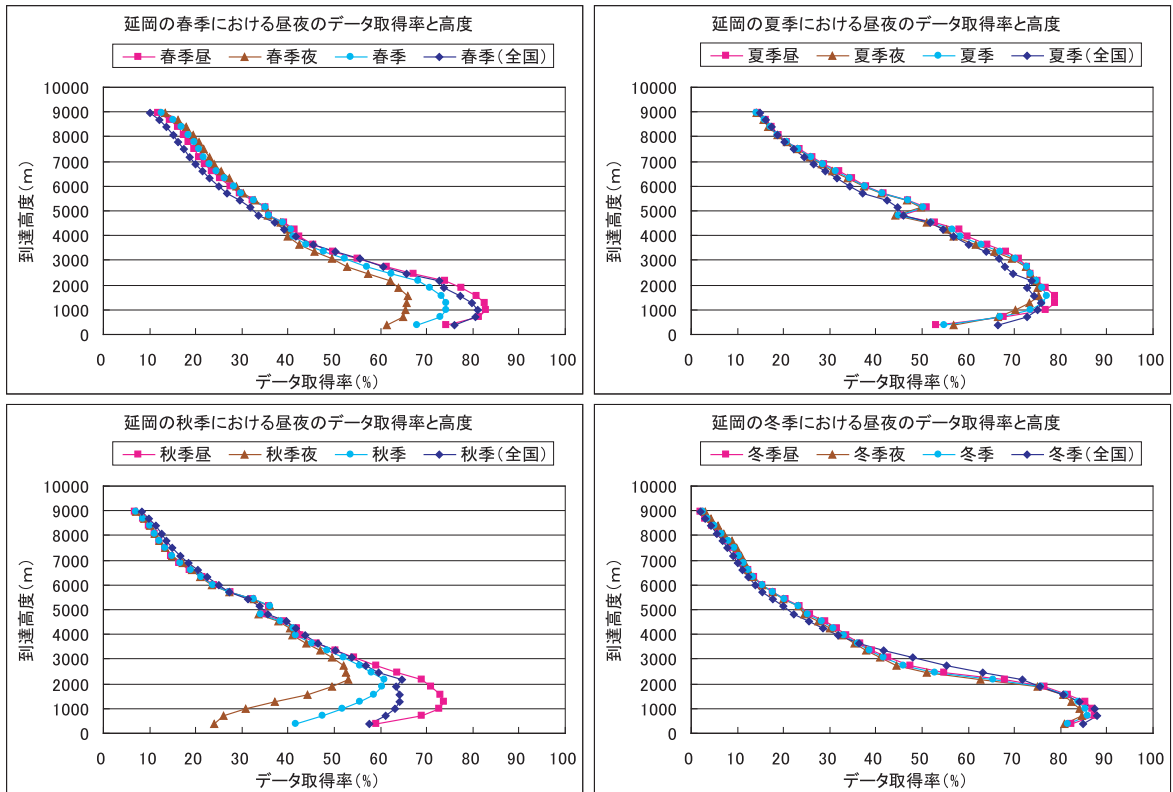 延岡の春季における昼夜のデータ取得率と高度
春季昼 春季夜 春季 春季(全国)
到達高度(m)
10000
9000
8000
7000
6000
5000
4000
3000
2000
1000
0
0 10 20 30 40 50 60 70 80 90 100
データ取得率(%)
延岡の夏季における昼夜のデータ取得率と高度
夏季昼 夏季夜 夏季 夏季(全国)
到達高度(m)
10000
9000
8000
7000
6000
5000
4000
3000
2000
1000
0
0 10 20 30 40 50 60 70 80 90 100
データ取得率(%)
延岡の秋季における昼夜のデータ取得率と高度
秋季昼 秋季夜 秋季 秋季(全国)
到達高度(m)
10000
9000
8000
7000
6000
5000
4000
3000
2000
1000
0
0 10 20 30 40 50 60 70 80 90 100
データ取得率(%)
延岡の冬季における昼夜のデータ取得率と高度
冬季昼 冬季夜 冬季 冬季(全国)
到達高度(m)
10000
9000
8000
7000
6000
5000
4000
3000
2000
1000
0
0 10 20 30 40 50 60 70 80 90 100
データ取得率(%)